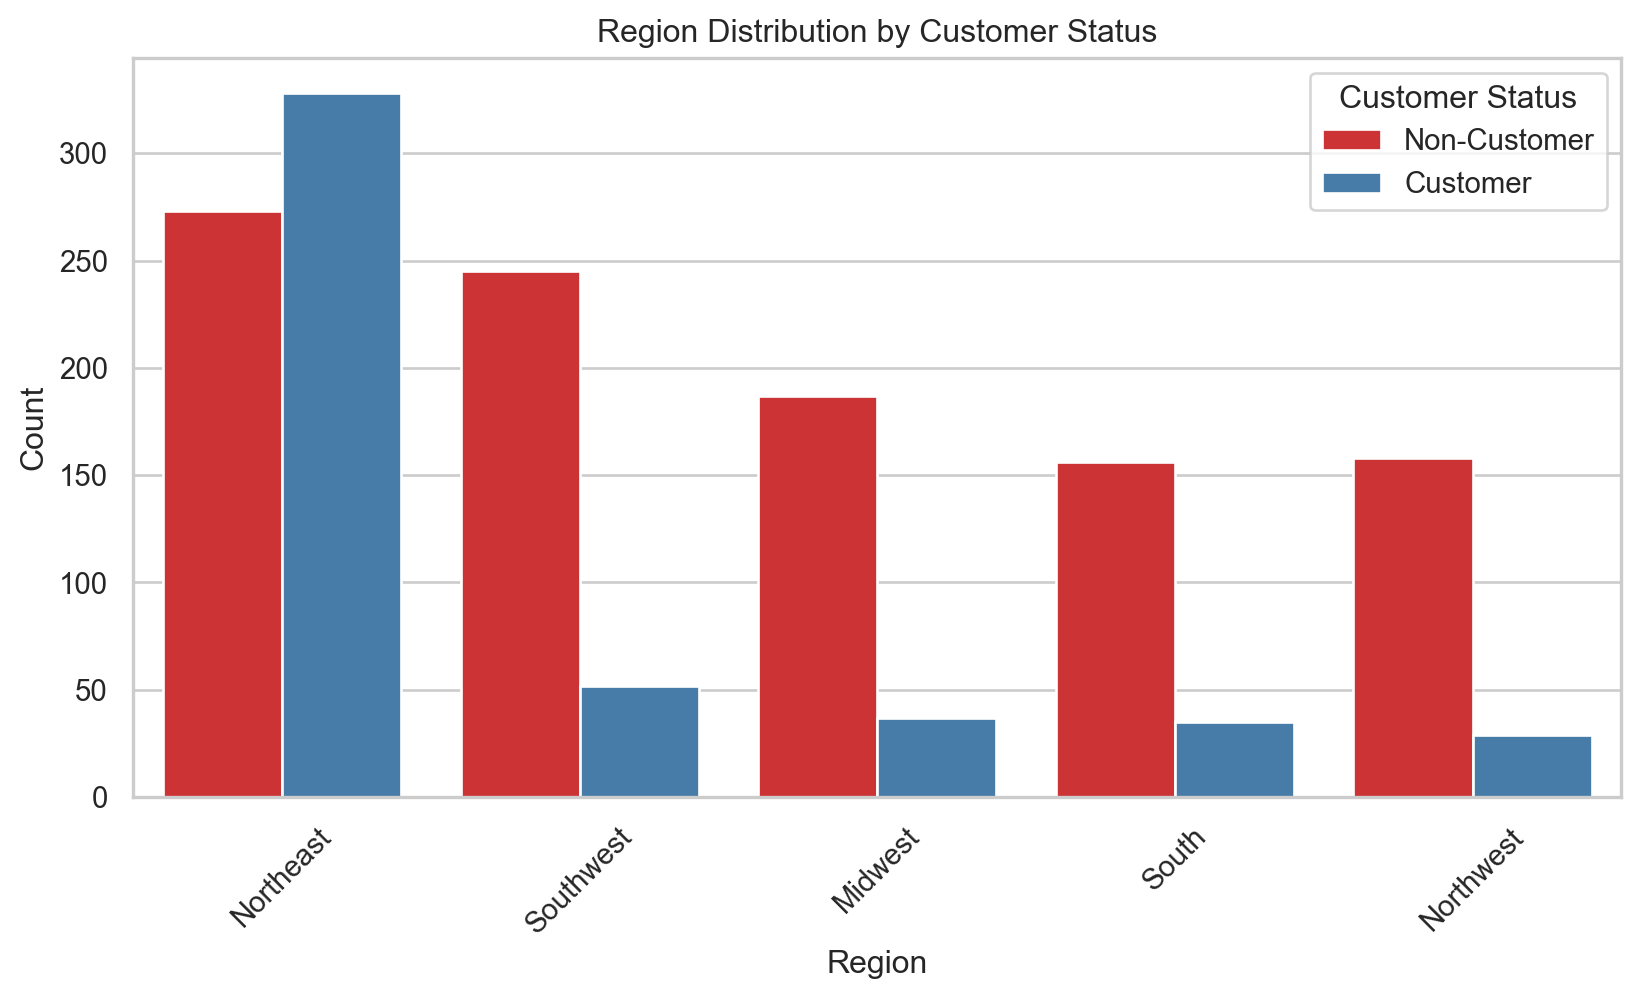 Region Distribution by Customer Status
Customer Status
Non-Customer
Customer
Count
300
250
200
150
100
50
0
Northeast
Southwest
Midwest
South
Northwest
Region